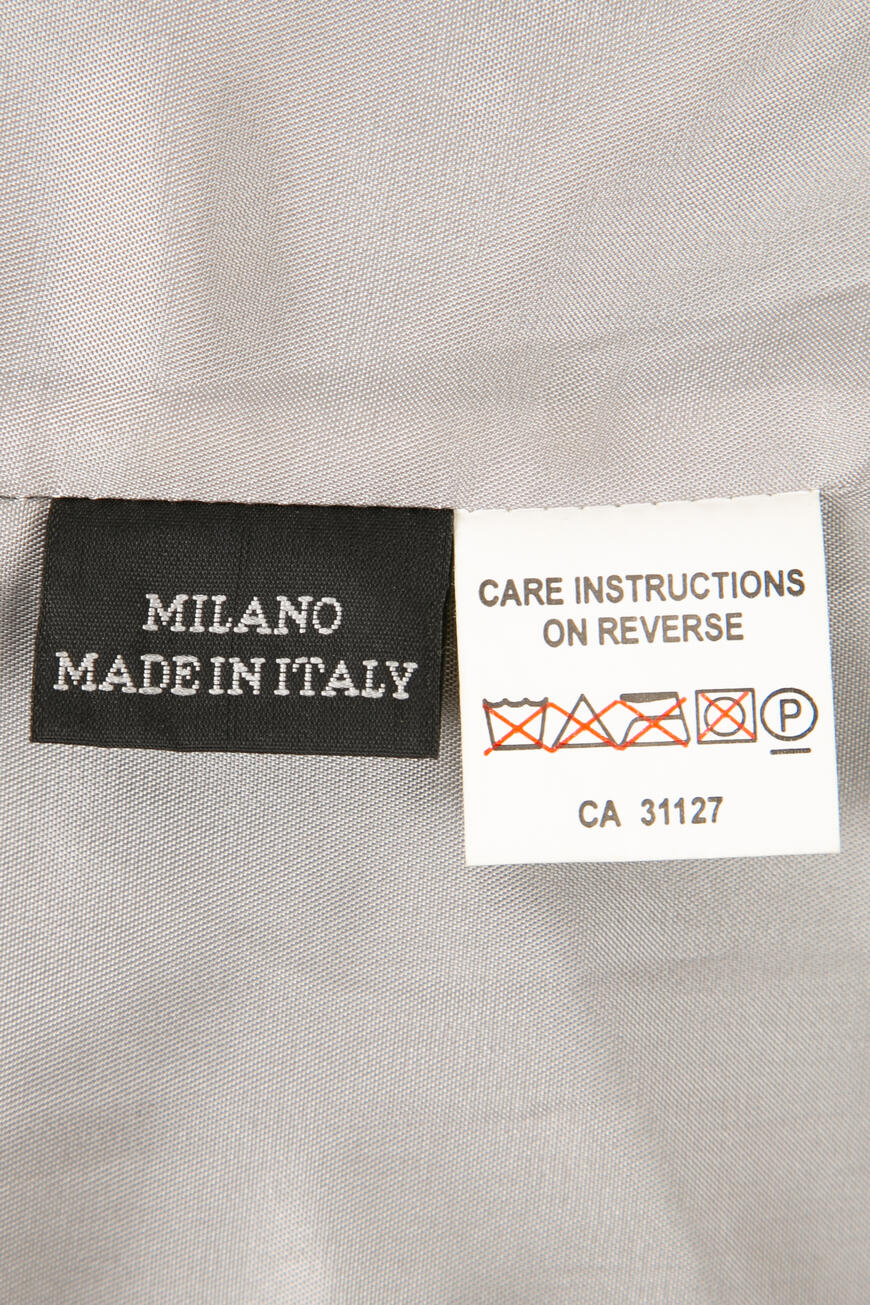 MILANO
MADE IN ITALY
CARE INSTRUCTIONS
ON REVERSE
P
CA 31127